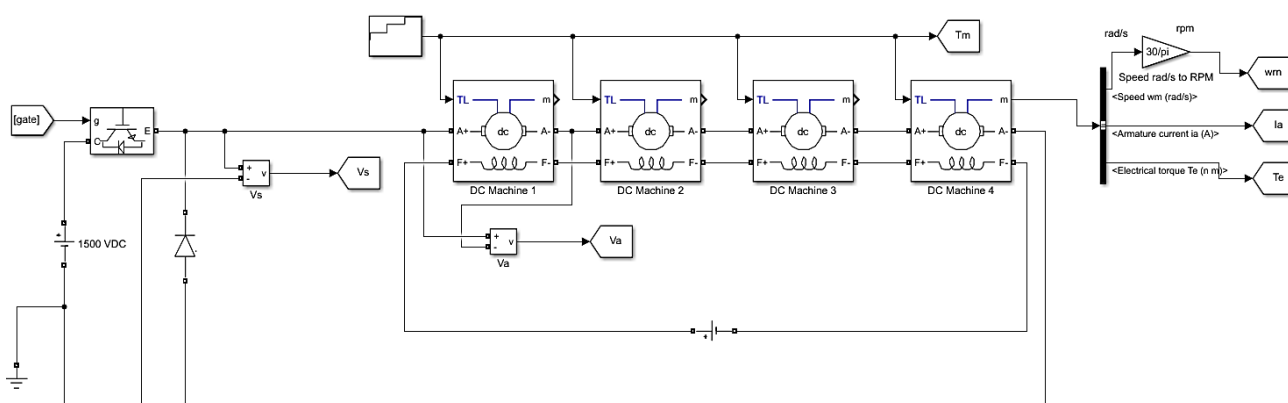 Tm
rad/s
rpm
30/pi
wm
Speed rad/s to RPM
<Speed wm (rad/s)>
TL
m
TL
m
TL
m
TL
m
[gate]
g
C
E
A+
dc
A-
A+
dc
A-
A+
dc
A-
A+
dc
A-
Ia
<Armature current ia (A)>
F+
F-
F+
F-
F+
F-
F+
F-
<Electrical torque Te (n m)>
Te
+
-
v
Vs
Vs
DC Machine 1
DC Machine 2
DC Machine 3
DC Machine 4
+
1500 VDC
+
-
v
Va
Va
+